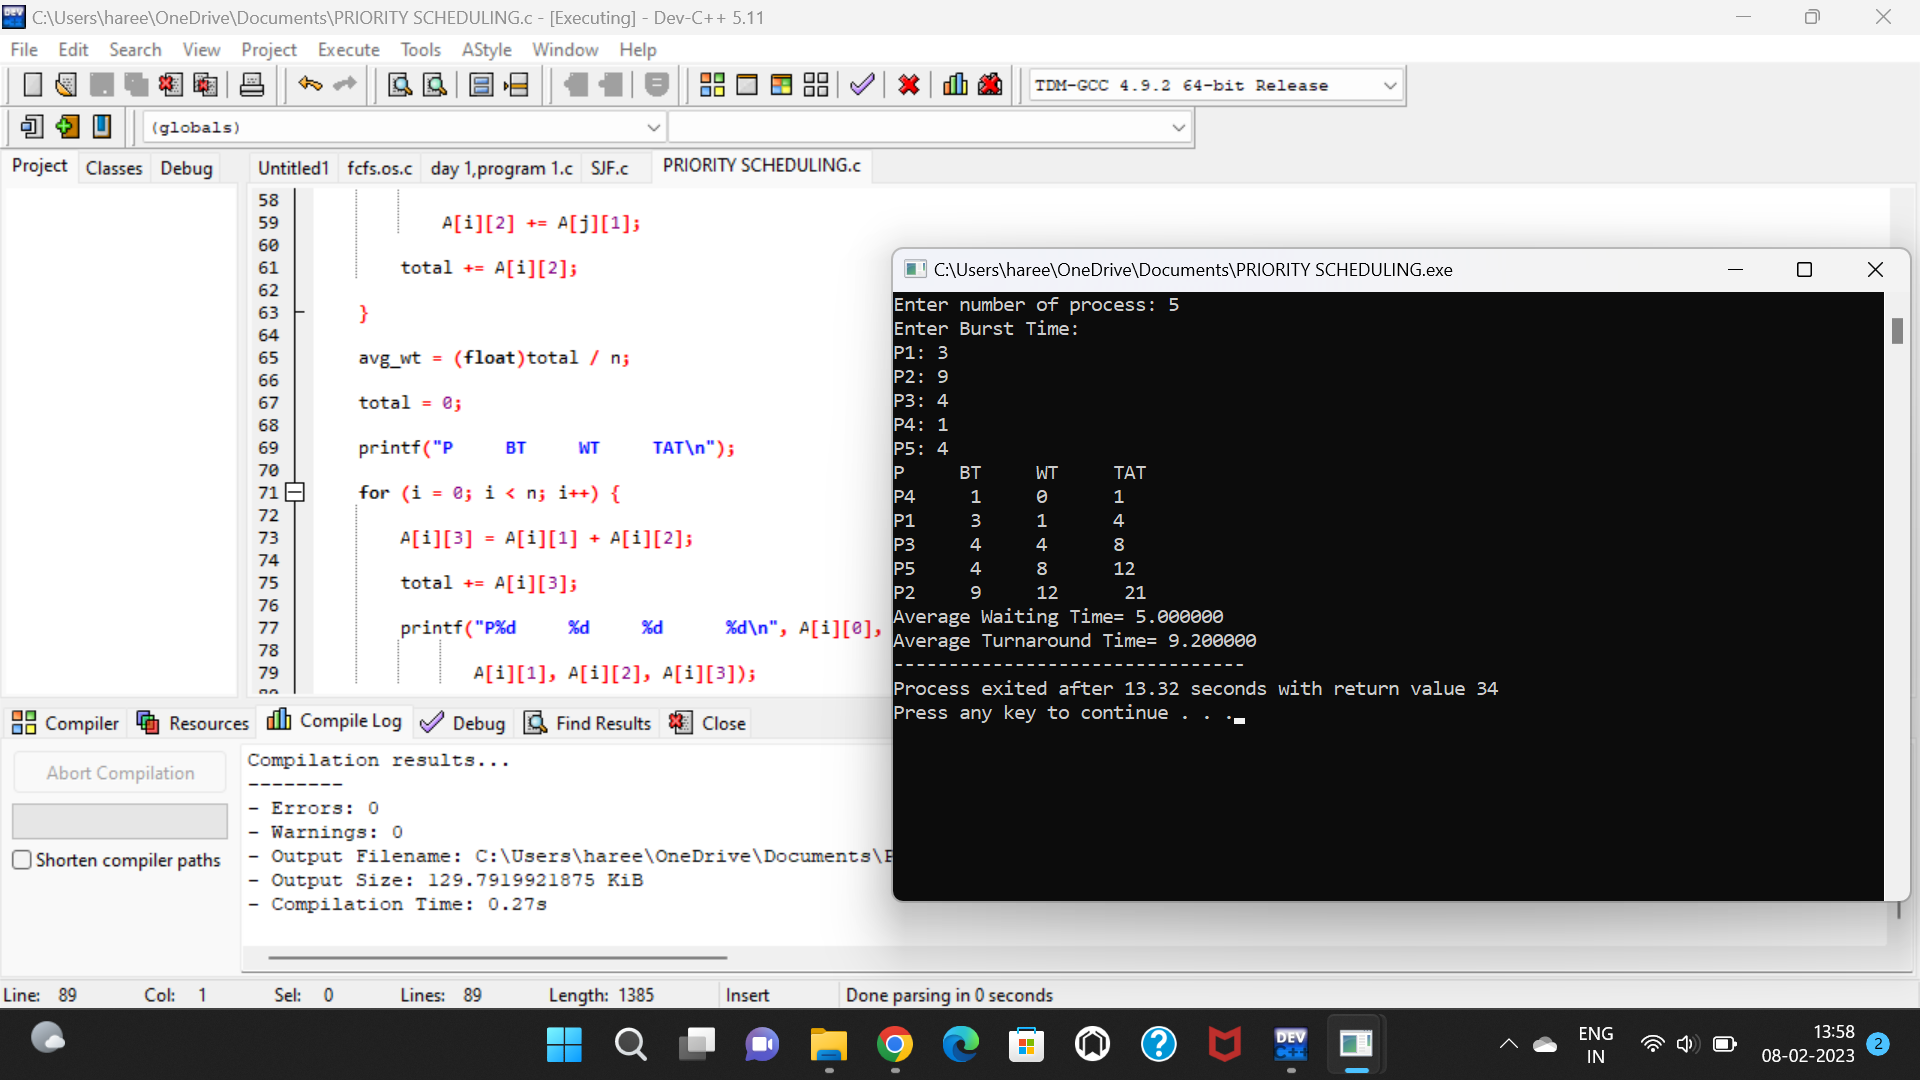 C:\Users\haree\OneDrive\Documents\PRIORITY SCHEDULING.c - [Executing] - Dev-C++ 5.11
File Edit Search View Project Execute Tools AStyle Window Help
TDM-GCC 4.9.2 64-bit Release
(globals)
Project Classes Debug
Untitled1 fcfs.os.c day 1,program 1.c SJF.c PRIORITY SCHEDULING.c
58
59 A[i][2] += A[j][1];
60
61 total += A[i][2];
62
63 }
64
65 avg_wt = (float)total / n;
66
67 total = 0;
68
69 printf("P     BT     WT     TAT\n");
70
71 for (i = 0; i < n; i++) {
72
73 A[i][3] = A[i][1] + A[i][2];
74
75 total += A[i][3];
76
77 printf("P%d     %d     %d      %d\n", A[i][0],
78
79 A[i][1], A[i][2], A[i][3]);
C:\Users\haree\OneDrive\Documents\PRIORITY SCHEDULING.exe
Enter number of process: 5
Enter Burst Time:
P1: 3
P2: 9
P3: 4
P4: 1
P5: 4
P     BT     WT     TAT
P4     1     0      1
P1     3     1      4
P3     4     4      8
P5     4     8      12
P2     9     12      21
Average Waiting Time= 5.000000
Average Turnaround Time= 9.200000
--------------------------------
Process exited after 13.32 seconds with return value 34
Press any key to continue . . .
Compiler Resources Compile Log Debug Find Results Close
Abort Compilation
Shorten compiler paths
Compilation results...
--------
- Errors: 0
- Warnings: 0
- Output Filename: C:\Users\haree\OneDrive\Documents\P
- Output Size: 129.7919921875 KiB
- Compilation Time: 0.27s
Line: 89 Col: 1 Sel: 0 Lines: 89 Length: 1385 Insert Done parsing in 0 seconds
DEV C++
ENG
IN
13:58
08-02-2023
2